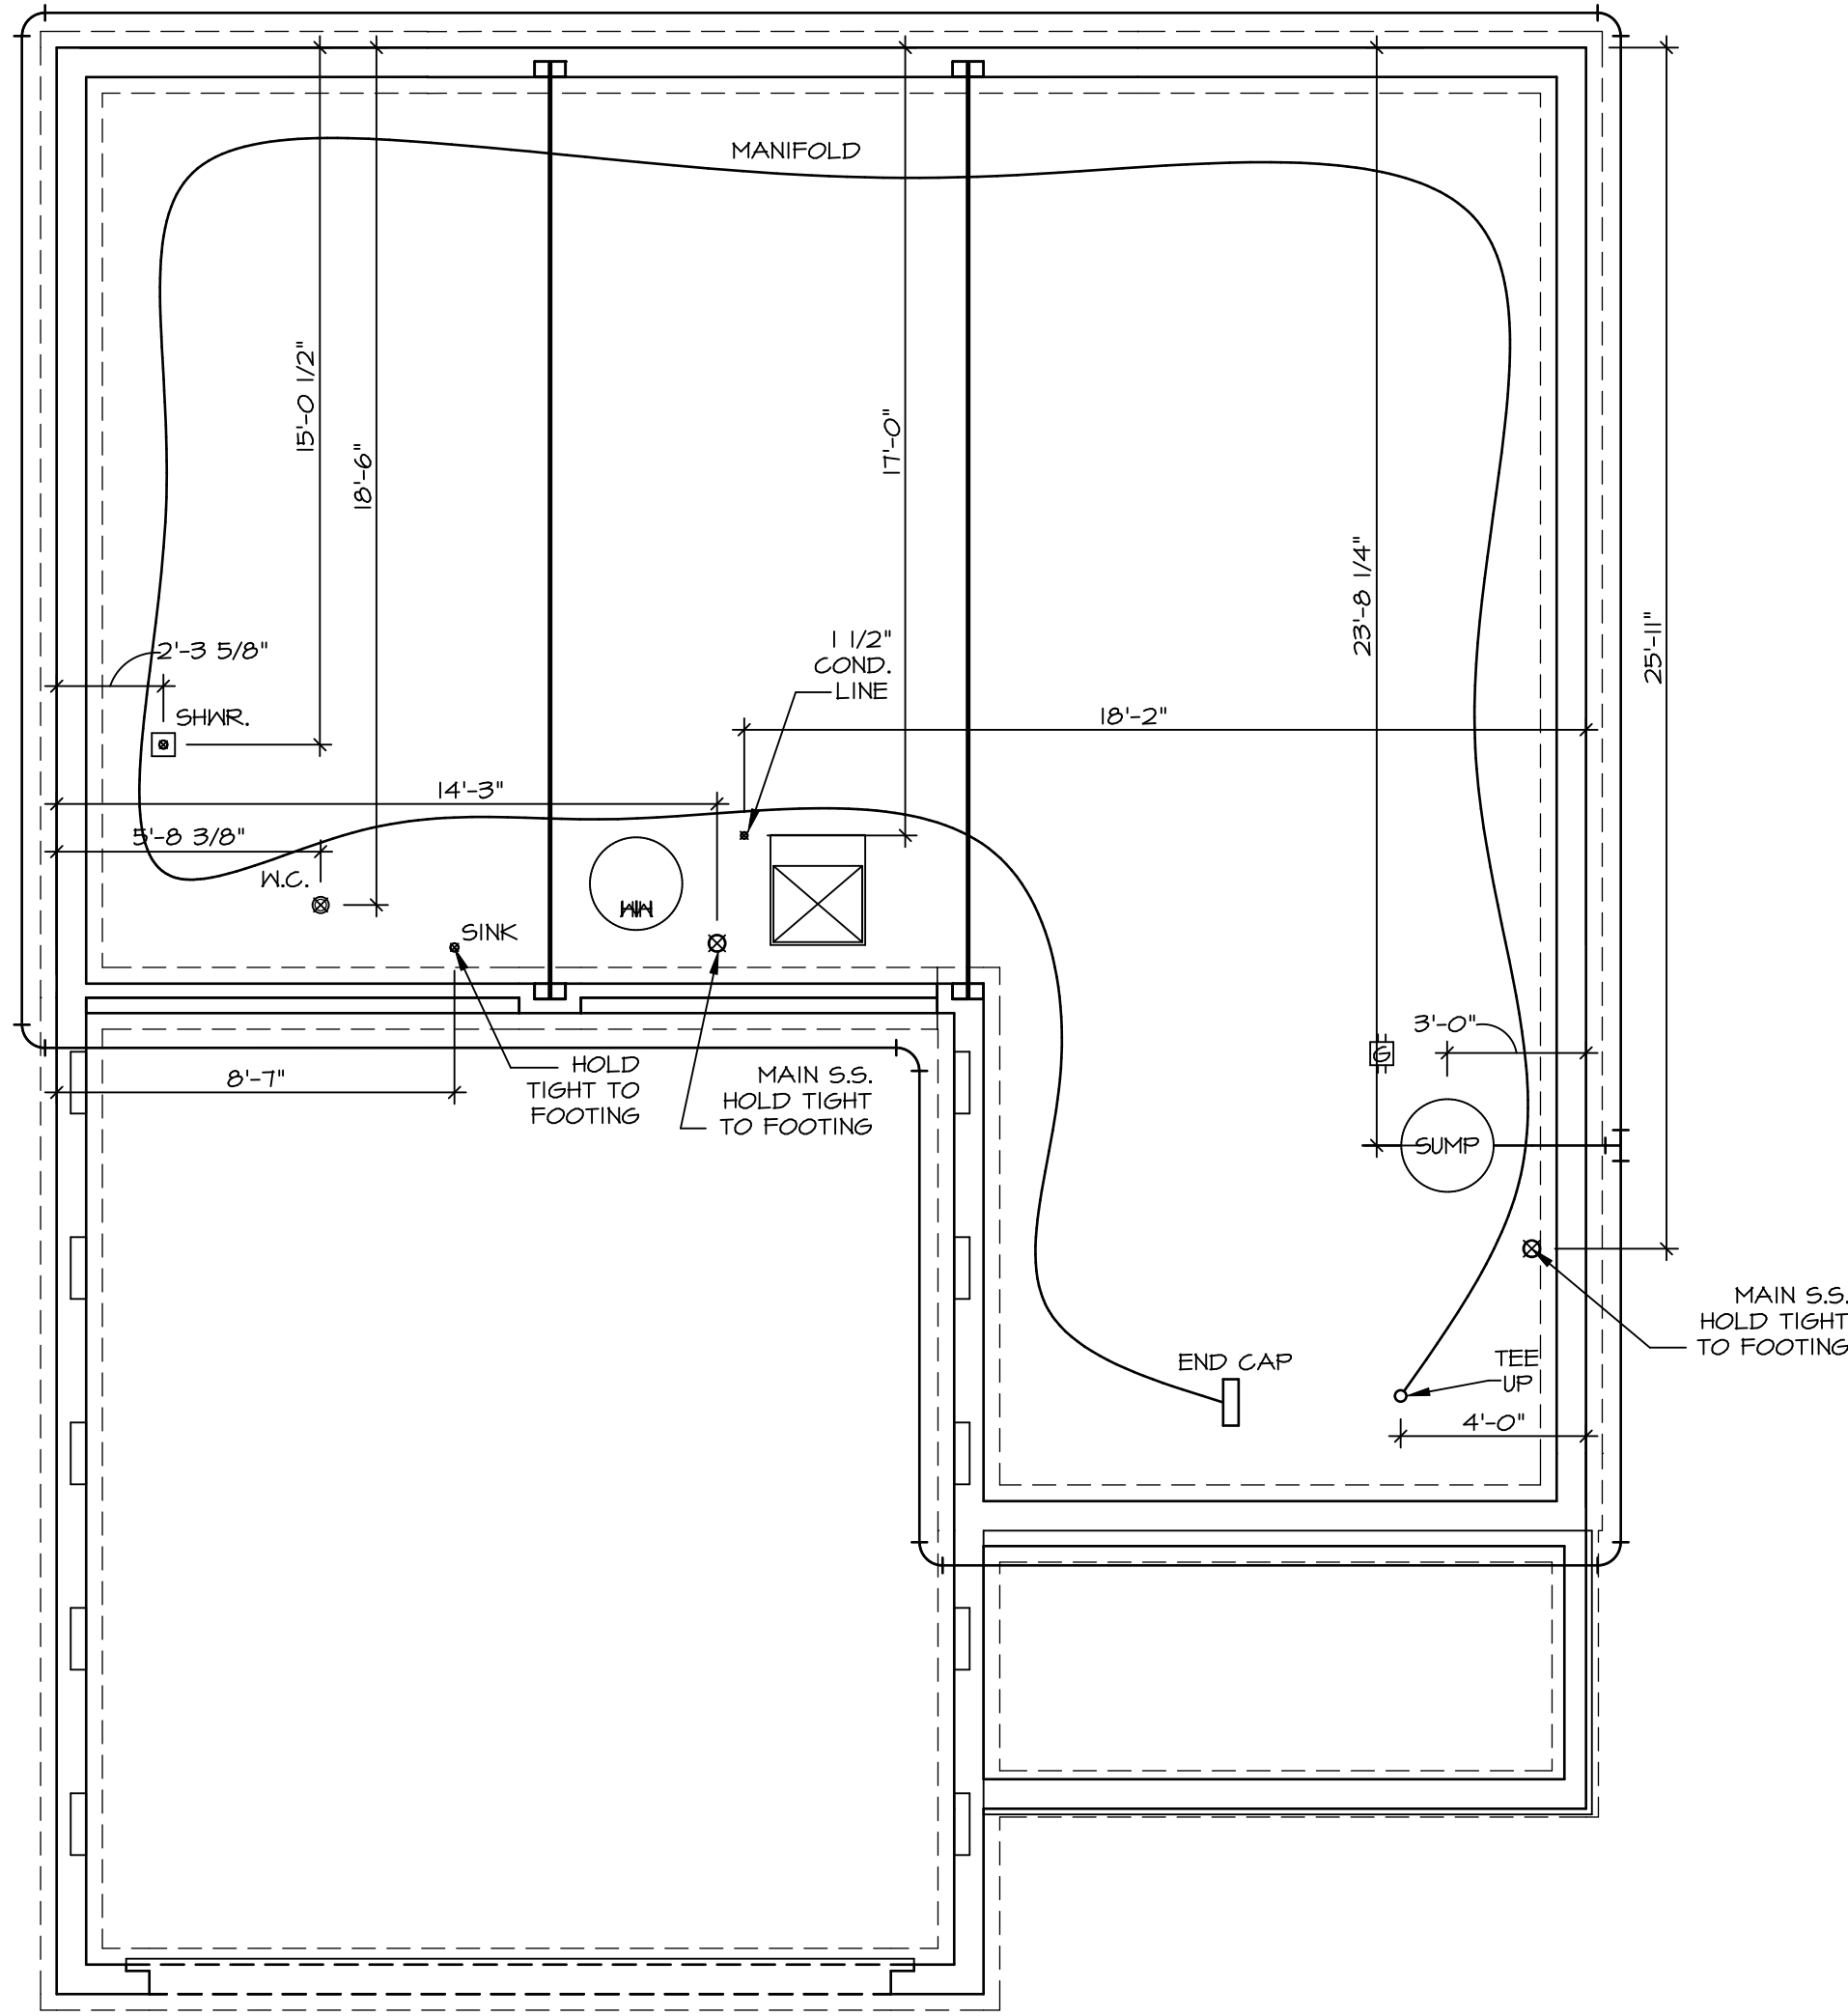 MANIFOLD
15'-0 1/2"
18'-6"
17'-0"
23'-8 1/4"
25'-11"
2'-3 5/8"
SHWR.
1 1/2"
COND.
LINE
18'-2"
14'-3"
5'-8 3/8"
W.C.
WH
SINK
HOLD
TIGHT TO
FOOTING
8'-7"
MAIN S.S.
HOLD TIGHT
TO FOOTING
G
3'-0"
SUMP
MAIN S.S.
HOLD TIGHT
TO FOOTING
END CAP
TEE
UP
4'-0"